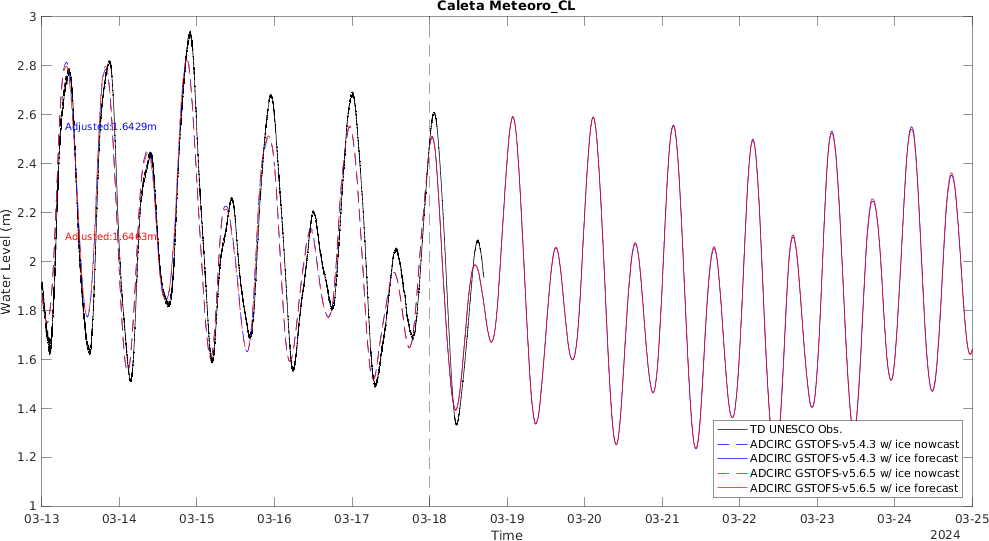 Caleta Meteoro_CL
3
2.8
2.6
2.4
2.2
2
1.8
1.6
1.4
1.2
1
Water Level (m)
Adjusted:1.6429m
Adjusted:1.6463m
TD UNESCO Obs.
ADCIRC GSTOFS-v5.4.3 w/ ice nowcast
ADCIRC GSTOFS-v5.4.3 w/ ice forecast
ADCIRC GSTOFS-v5.6.5 w/ ice nowcast
ADCIRC GSTOFS-v5.6.5 w/ ice forecast
03-13 03-14 03-15 03-16 03-17 03-18 03-19 03-20 03-21 03-22 03-23 03-24 03-25
Time
2024